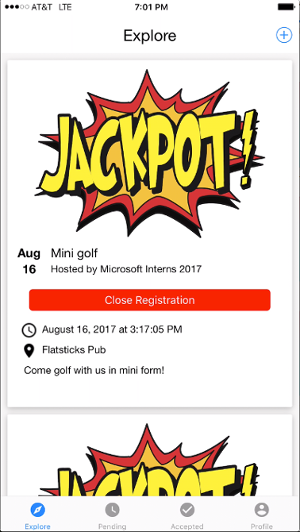 AT&T LTE 7:01 PM
Explore
JACKPOT!
Aug Mini golf
16 Hosted by Microsoft Interns 2017
Close Registration
August 16, 2017 at 3:17:05 PM
Flatsticks Pub
Come golf with us in mini form!
JACKPOT!
Explore Pending Accepted Profile